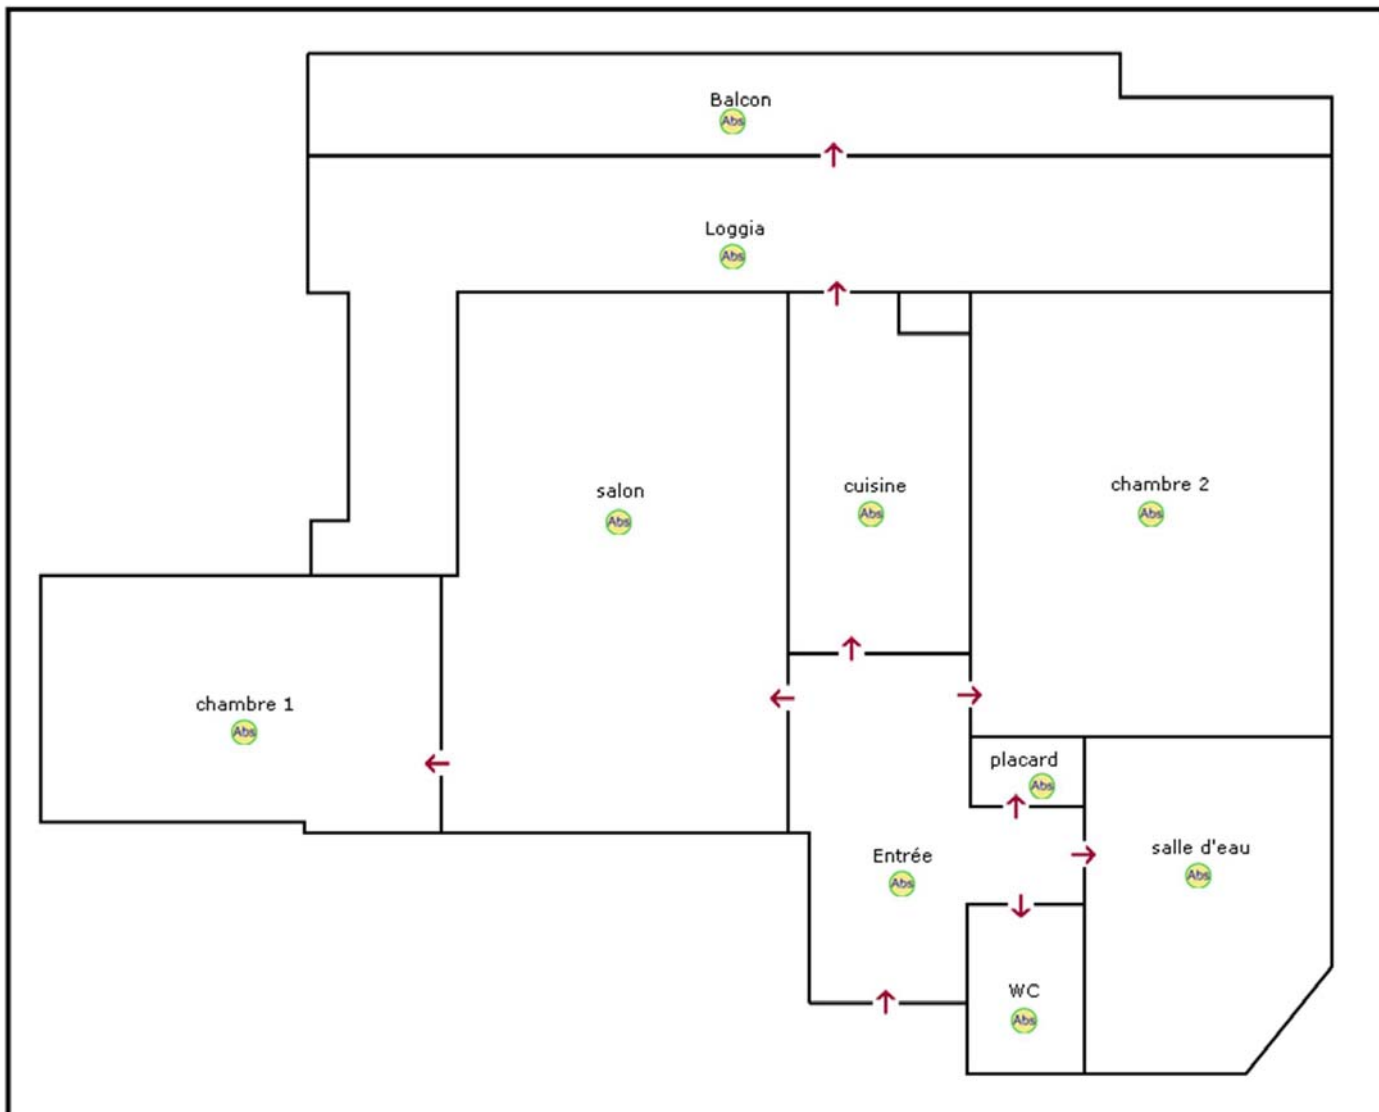 Balcon
Abs
Loggia
Abs
salon
Abs
cuisine
Abs
chambre 2
Abs
chambre 1
Abs
placard
Abs
Entrée
Abs
salle d'eau
Abs
WC
Abs